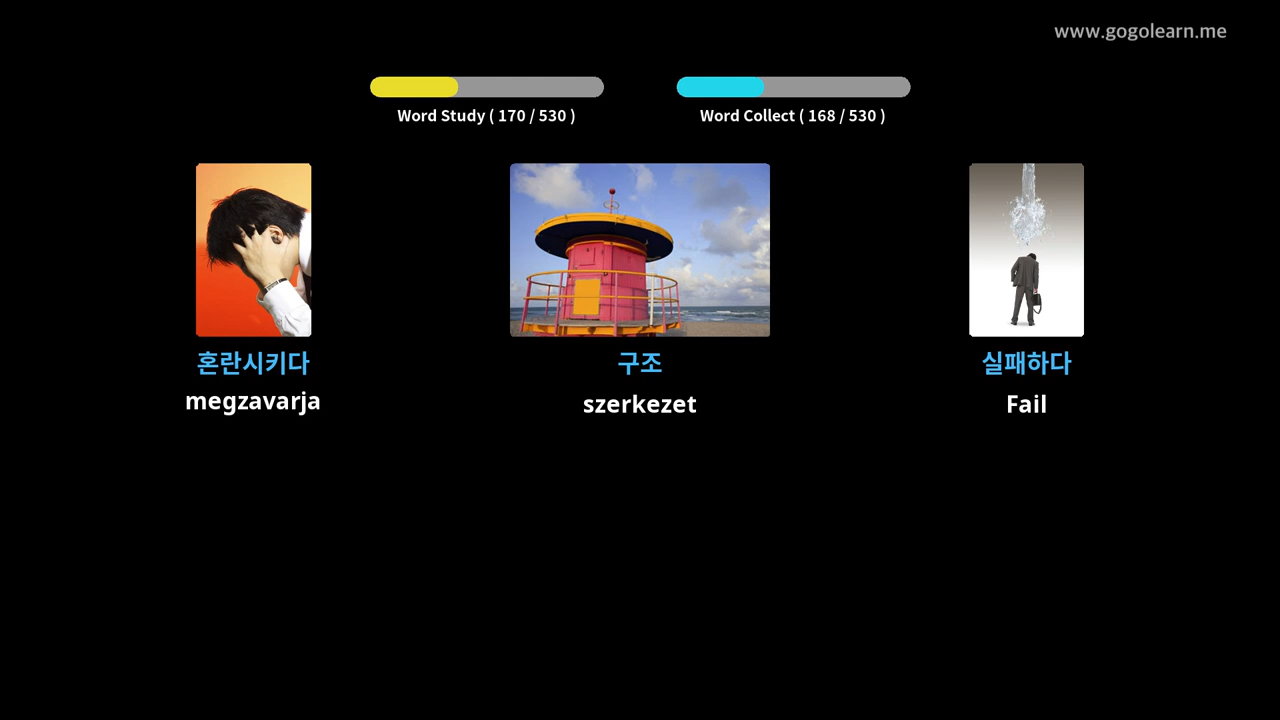 www.gogolearn.me
Word Study ( 170 / 530 )
Word Collect ( 168 / 530 )
혼란시키다
구조
실패하다
megzavarja
szerkezet
Fail